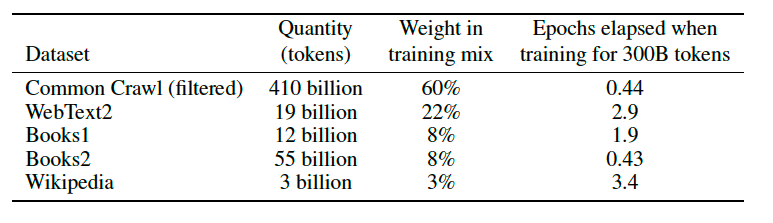 Dataset Quantity (tokens) Weight in training mix Epochs elapsed when training for 300B tokens
Common Crawl (filtered) 410 billion 60% 0.44
WebText2 19 billion 22% 2.9
Books1 12 billion 8% 1.9
Books2 55 billion 8% 0.43
Wikipedia 3 billion 3% 3.4